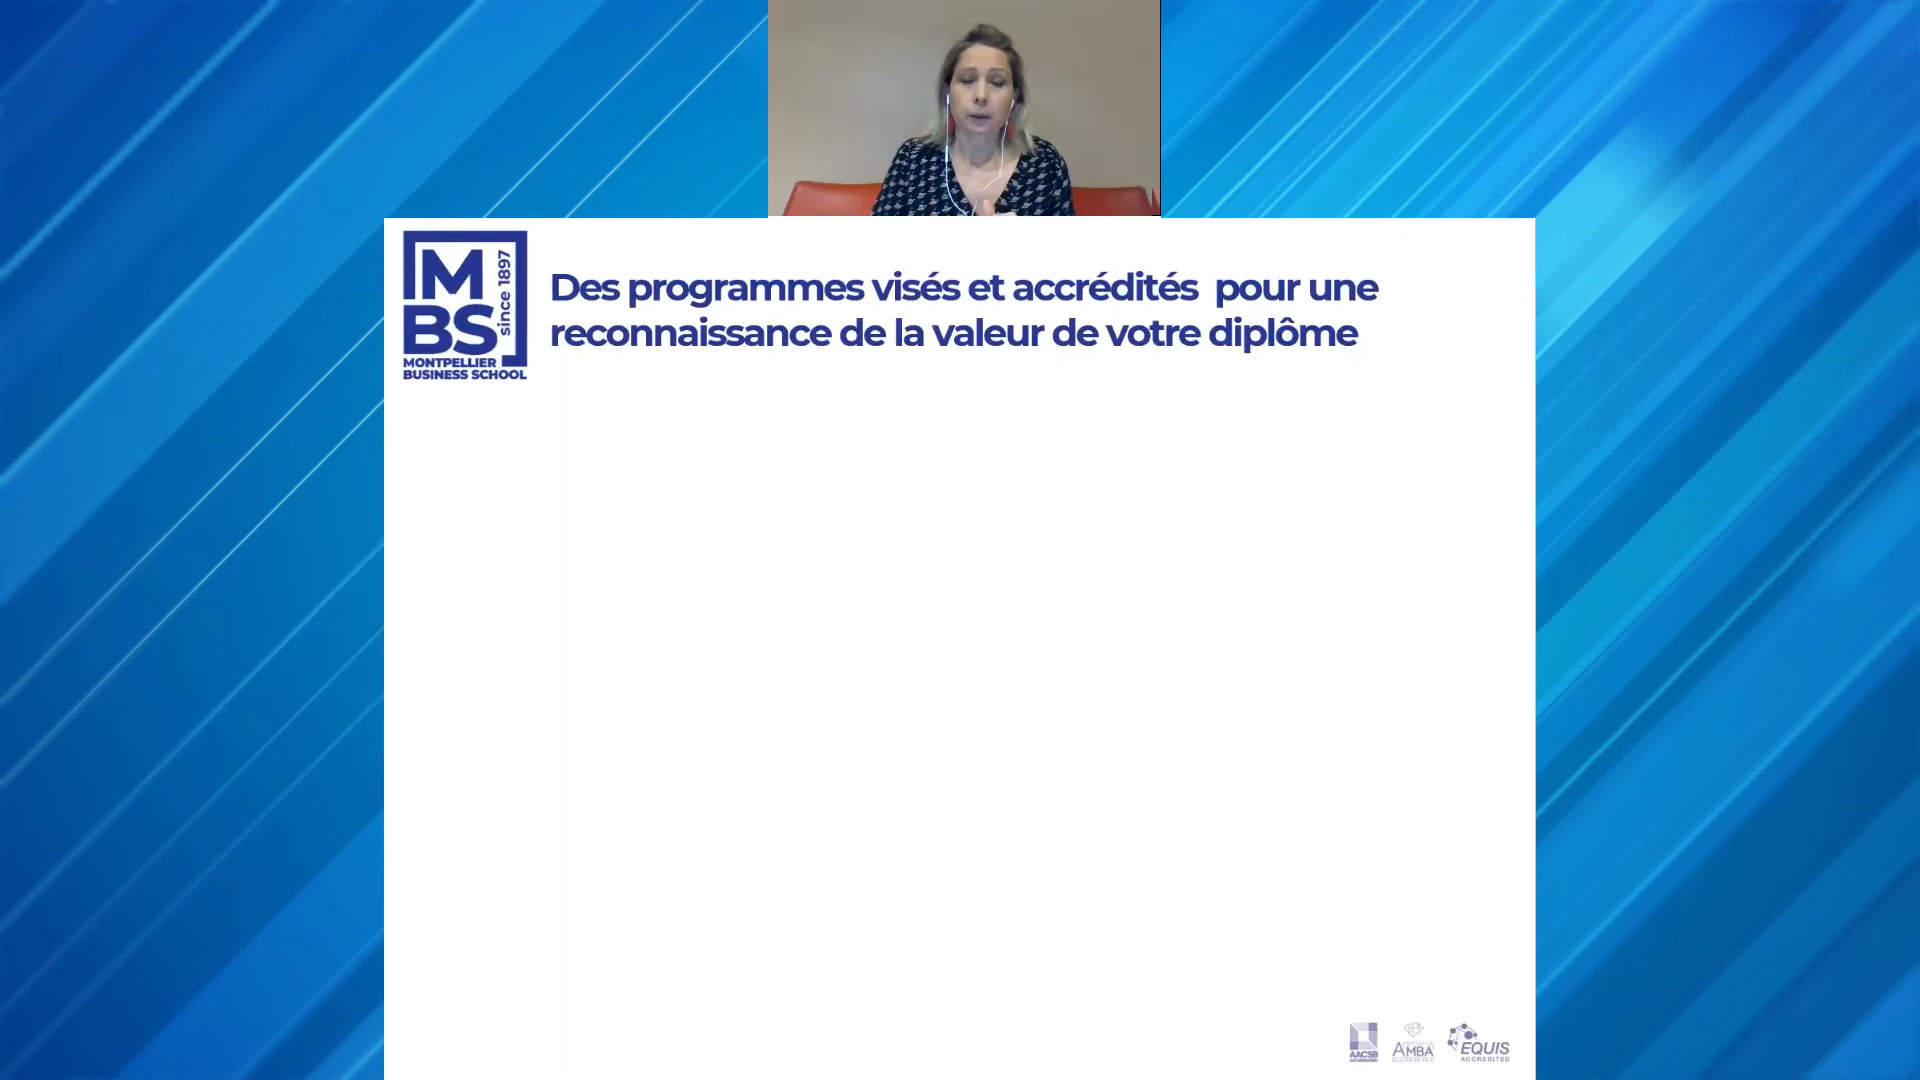 MBS
since 1897
MONTPELLIER
BUSINESS SCHOOL
Des programmes visés et accrédités  pour une
reconnaissance de la valeur de votre diplôme
AACSB
AMBA
ACCREDITED
EQUIS
ACCREDITED